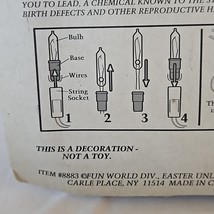 YOU TO LEAD, A CHEMICAL KNOWN TO THE
BIRTH DEFECTS AND OTHER REPRODUCTIVE
Bulb
Base
Wires
String
Socket
1 2 3 4
THIS IS A DECORATION -
NOT A TOY.
ITEM #8883 ©FUN WORLD DIV., EASTER UNL
CARLE PLACE, NY 11514 MADE IN